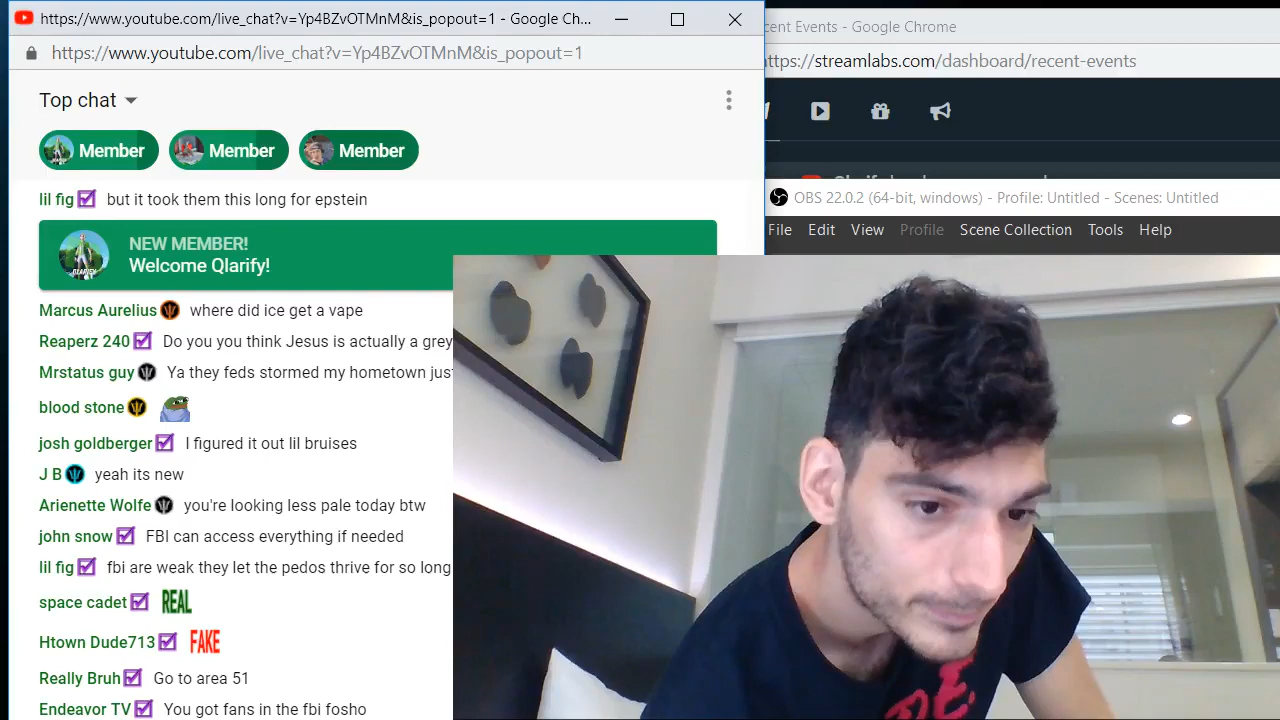 https://www.youtube.com/live_chat?v=Yp4BZvOTMnM&is_popout=1 - Google Ch...
cent Events - Google Chrome
https://www.youtube.com/live_chat?v=Yp4BZvOTMnM&is_popout=1
ttps://streamlabs.com/dashboard/recent-events
Top chat
Member Member Member
OBS 22.0.2 (64-bit, windows) - Profile: Untitled - Scenes: Untitled
File Edit View Profile Scene Collection Tools Help
lil fig but it took them this long for epstein
NEW MEMBER!
Welcome Qlarify!
Marcus Aurelius where did ice get a vape
Reaperz 240 Do you you think Jesus is actually a grey
Mrstatus guy Ya they feds stormed my hometown jus
blood stone
josh goldberger I figured it out lil bruises
J B yeah its new
Arienette Wolfe you're looking less pale today btw
john snow FBI can access everything if needed
lil fig fbi are weak they let the pedos thrive for so long
space cadet REAL
Htown Dude713 FAKE
Really Bruh Go to area 51
Endeavor TV You got fans in the fbi fosho